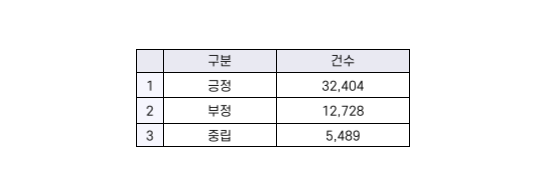 구분 건수
1 긍정 32,404
2 부정 12,728
3 중립 5,489